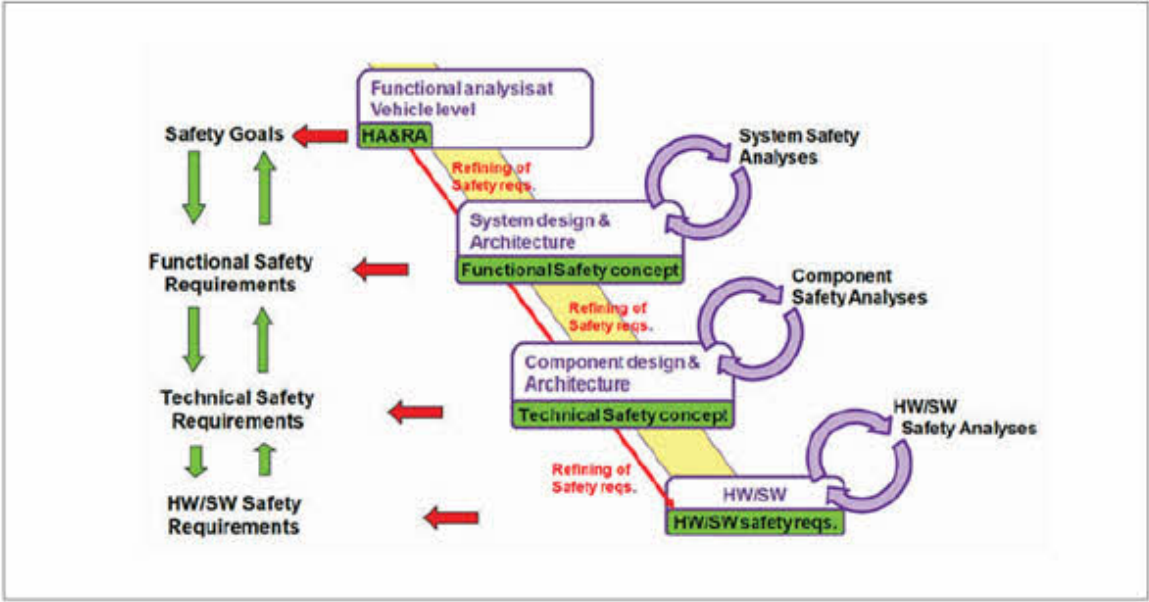 Functional analysisat
Vehicle level
HA&RA
Safety Goals
Refining of
Safety reqs.
System Safety
Analyses
System design &
Architecture
Functional Safety concept
Functional Safety
Requirements
Refining of
Safety reqs.
Component
Safety Analyses
Component design &
Architecture
Technical Safety concept
Technical Safety
Requirements
Refining of
Safety reqs.
HW/SW
Safety Analyses
HW/SW
HW/SW safety reqs.
HW/SW Safety
Requirements